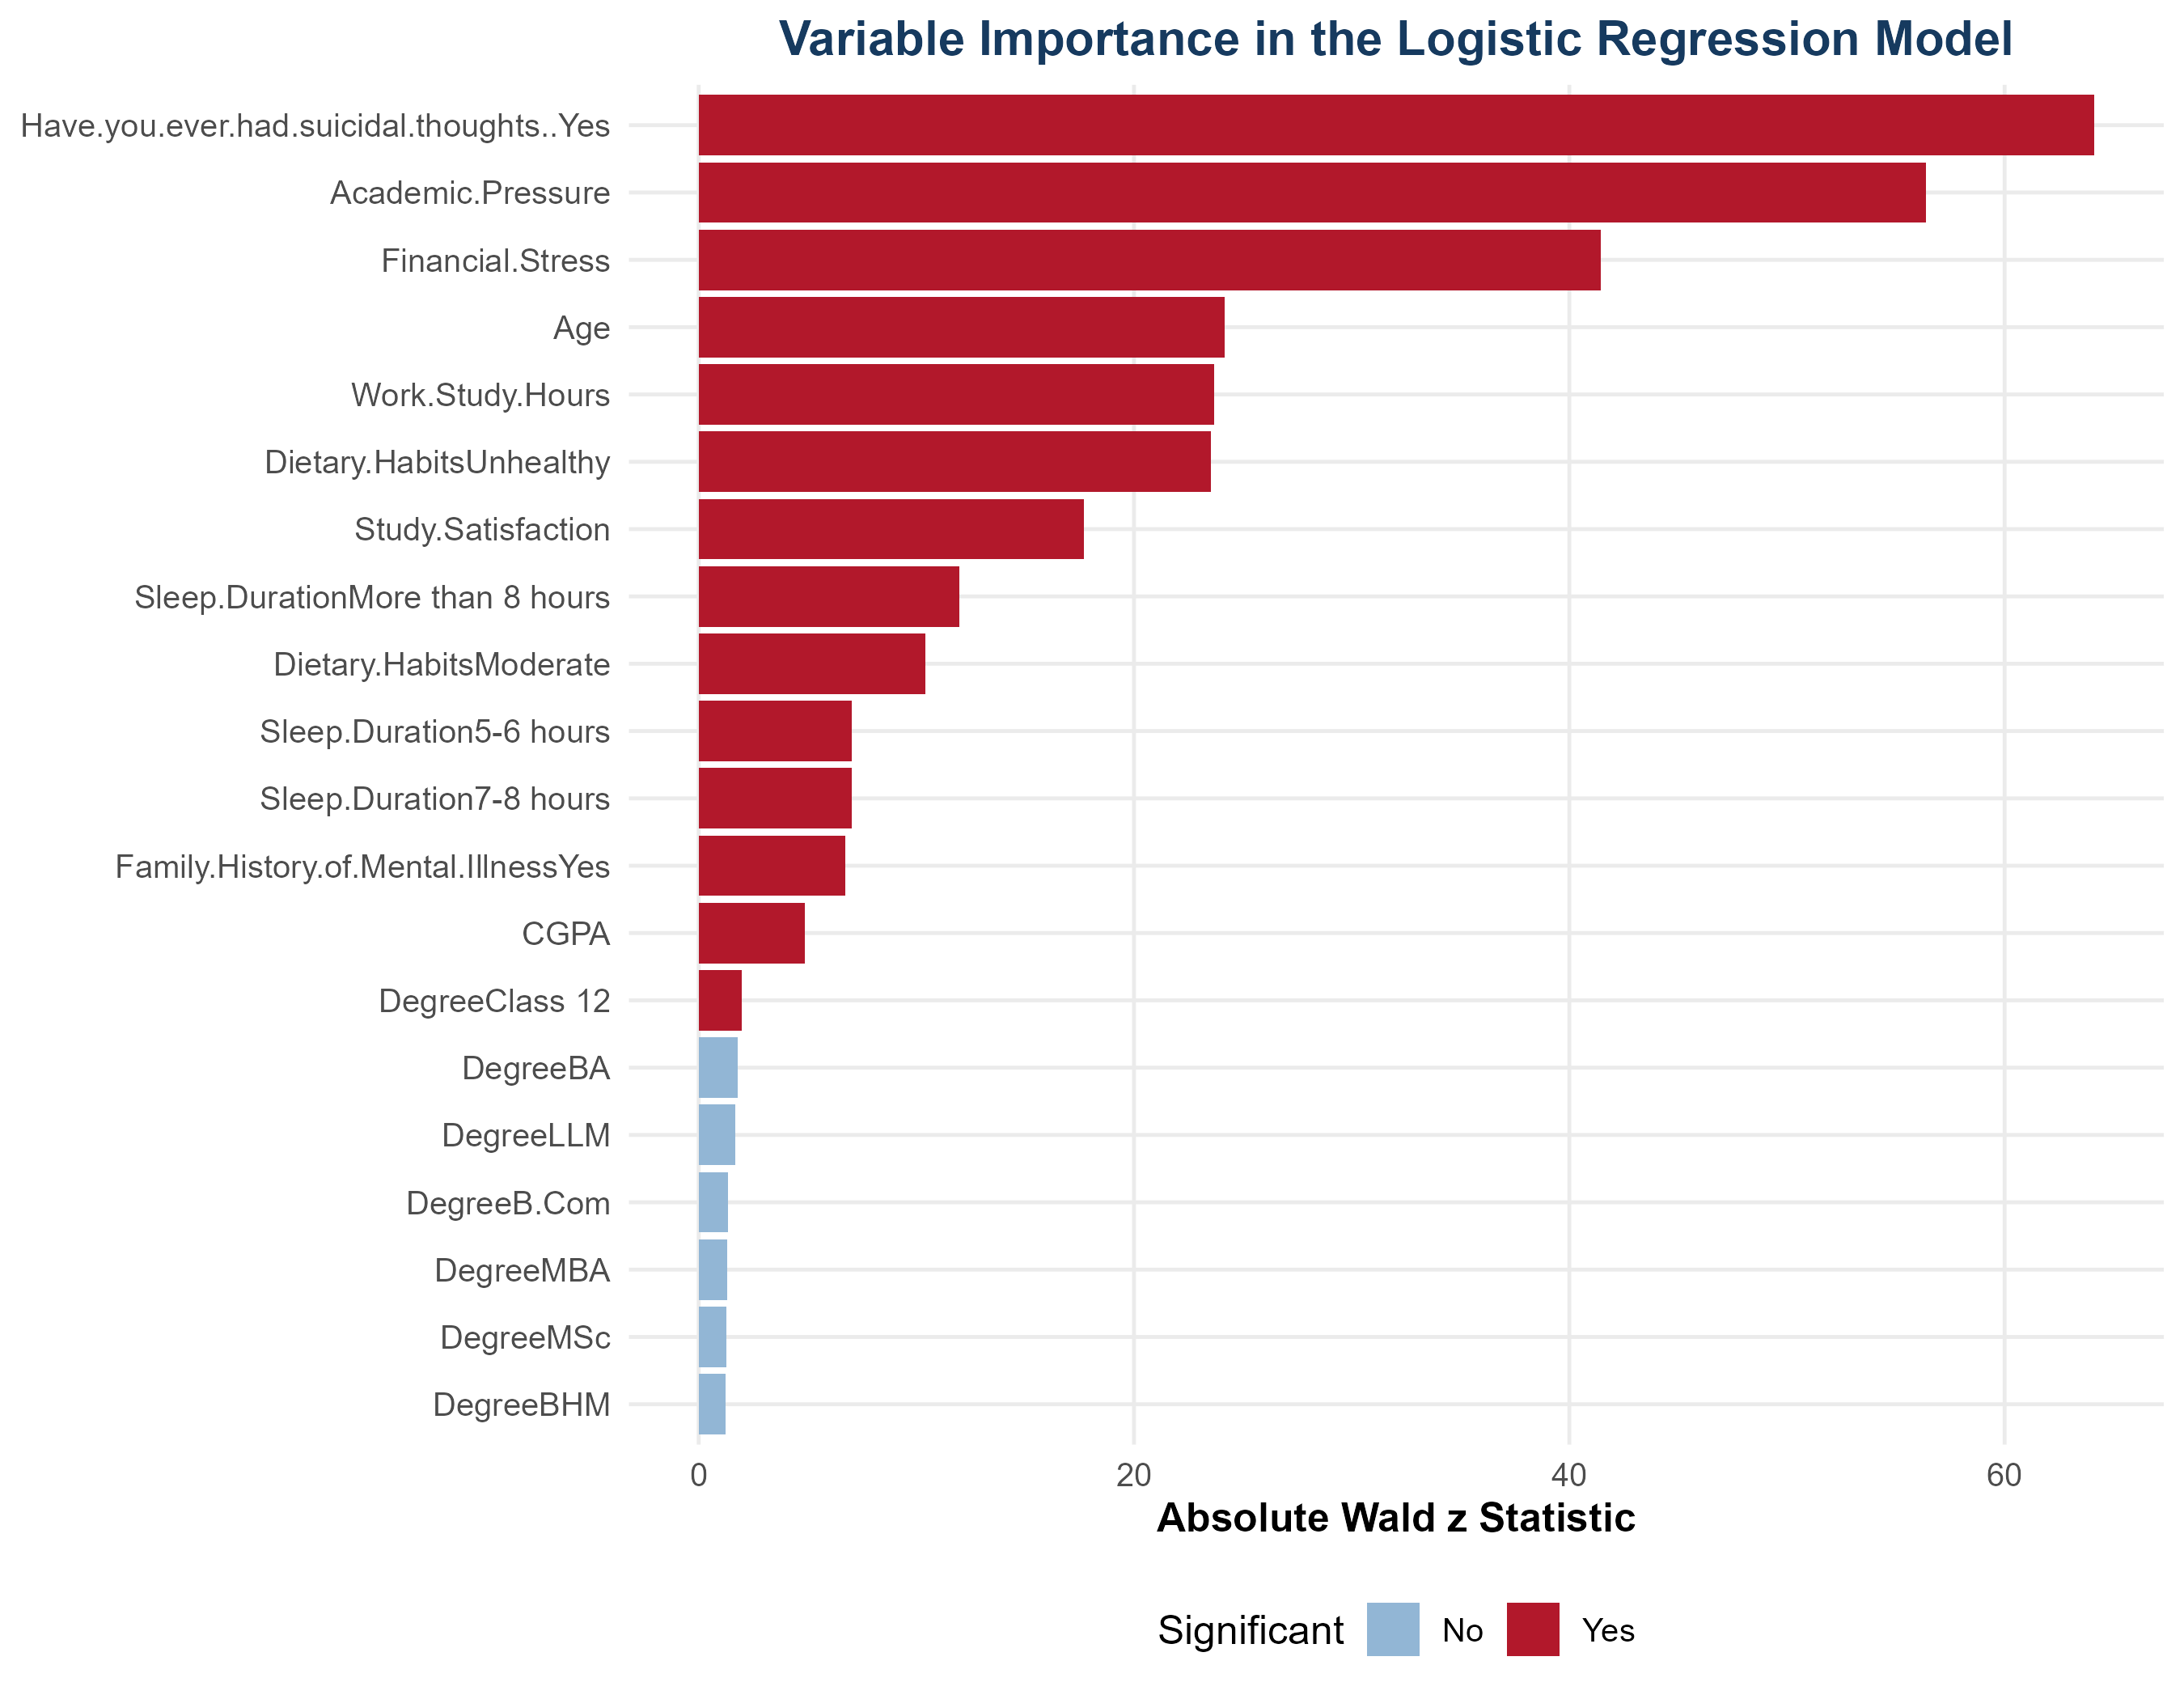 Variable Importance in the Logistic Regression Model
Have.you.ever.had.suicidal.thoughts..Yes
Academic.Pressure
Financial.Stress
Age
Work.Study.Hours
Dietary.HabitsUnhealthy
Study.Satisfaction
Sleep.DurationMore than 8 hours
Dietary.HabitsModerate
Sleep.Duration5-6 hours
Sleep.Duration7-8 hours
Family.History.of.Mental.IllnessYes
CGPA
DegreeClass 12
DegreeBA
DegreeLLM
DegreeB.Com
DegreeMBA
DegreeMSc
DegreeBHM
0 20 40 60
Absolute Wald z Statistic
Significant No Yes